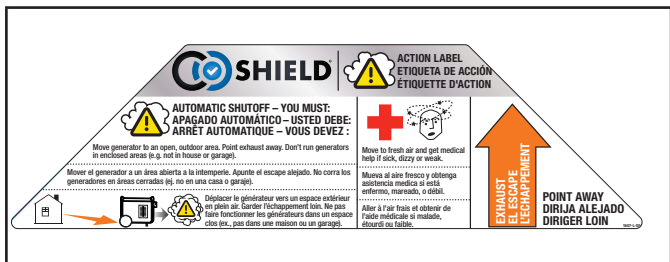 CO SHIELD®
ACTION LABEL
ETIQUETA DE ACCIÓN
ÉTIQUETTE D'ACTION
AUTOMATIC SHUTOFF – YOU MUST:
APAGADO AUTOMÁTICO – USTED DEBE:
ARRÊT AUTOMATIQUE – VOUS DEVEZ :
Move generator to an open, outdoor area. Point exhaust away. Don't run generators
in enclosed areas (e.g. not in house or garage).
Mover el generador a un área abierta a la intemperie. Apunte el escape alejado. No corra los
generadores en áreas cerradas (ej. no en una casa o garaje).
Déplacer le générateur vers un espace extérieur
en plein air. Garder l'échappement loin. Ne pas
faire fonctionner les générateurs dans un espace
clos (ex., pas dans une maison ou un garage).
Move to fresh air and get medical
help if sick, dizzy or weak.
Mueva al aire fresco y obtenga
asistencia medica si está
enfermo, mareado, o débil.
Aller à l'air frais et obtenir de
l'aide médicale si malade,
étourdi ou faible.
EXHAUST
EL ESCAPE
L'ÉCHAPPEMENT
POINT AWAY
DIRIJA ALEJADO
DIRIGER LOIN